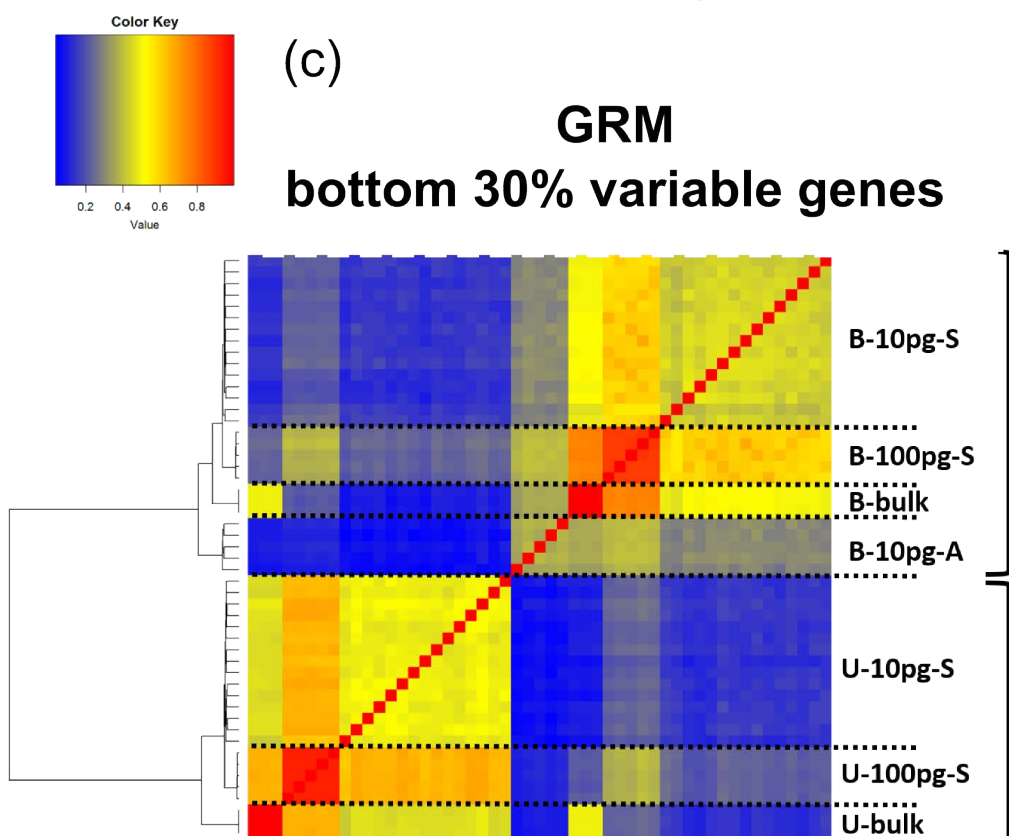 Color Key
0.2 0.4 0.6 0.8
Value
(c)
GRM
bottom 30% variable genes
B-10pg-S
B-100pg-S
B-bulk
B-10pg-A
U-10pg-S
U-100pg-S
U-bulk